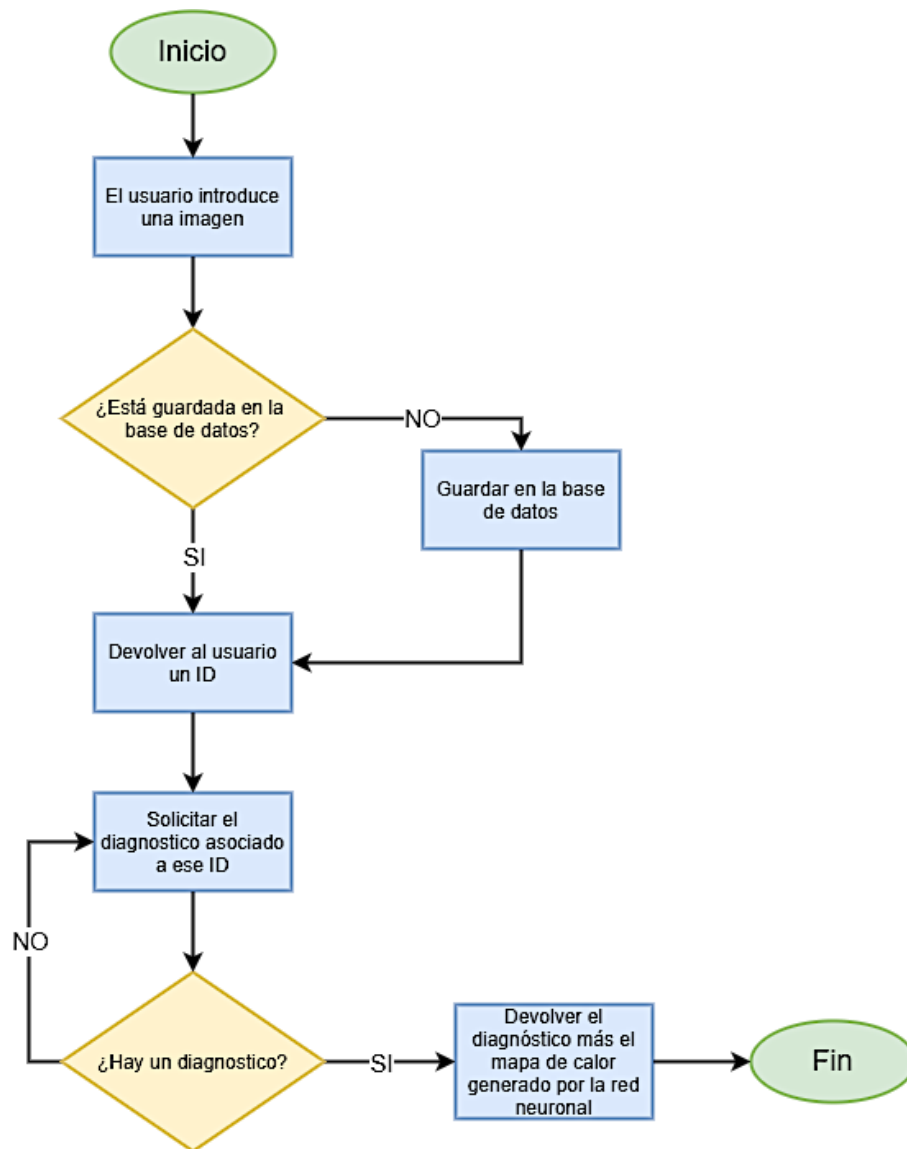 Inicio
El usuario introduce
una imagen
¿Está guardada en la
base de datos?
NO
Guardar en la base
de datos
SI
Devolver al usuario
un ID
Solicitar el
diagnostico asociado
a ese ID
NO
¿Hay un diagnostico?
SI
Devolver el
diagnóstico más el
mapa de calor
generado por la red
neuronal
Fin